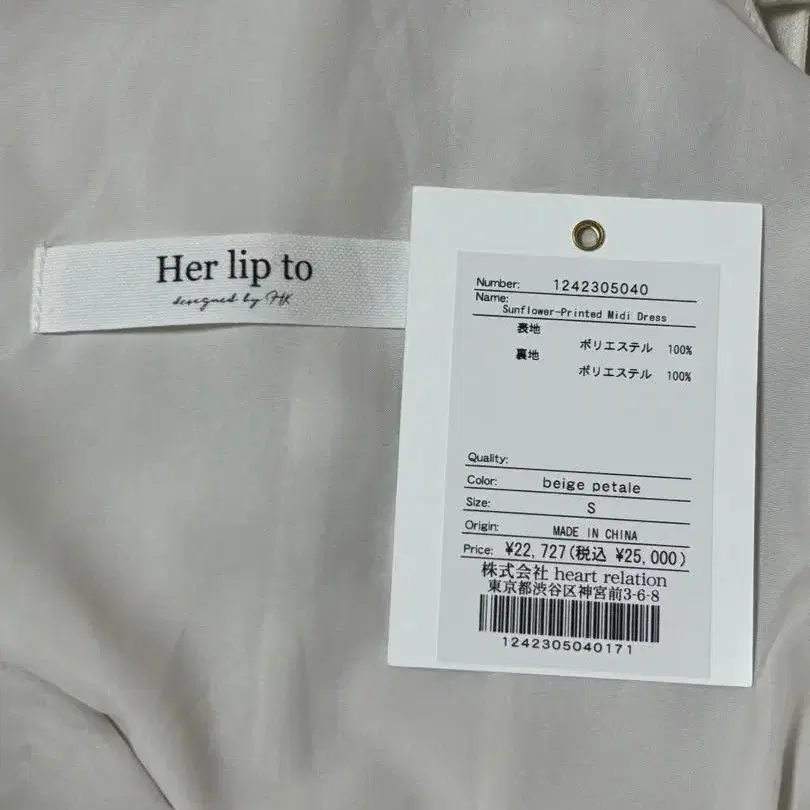 Her lip to
designed by HK
Number: 1242305040
Name:
Sunflower-Printed Midi Dress
表地
ポリエステル 100%
裏地
ポリエステル 100%
Quality:
Color: beige petale
Size: S
Origin: MADE IN CHINA
Price: ¥22,727(税込 ¥25,000)
株式会社 heart relation
東京都渋谷区神宮前3-6-8
1242305040171